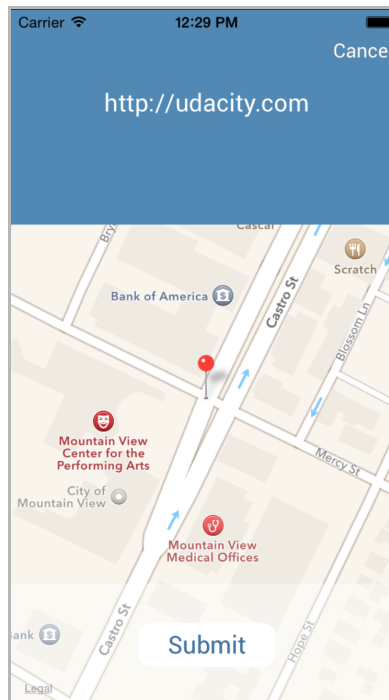 Carrier 12:29 PM
Cance
http://udacity.com
Cascal
Scratch
Bank of America
Castro St
Blossom Ln
Mountain View
Center for the
Performing Arts
Mercy St
City of
Mountain View
Mountain View
Medical Offices
Castro St
Hope St
ank
Submit
Legal